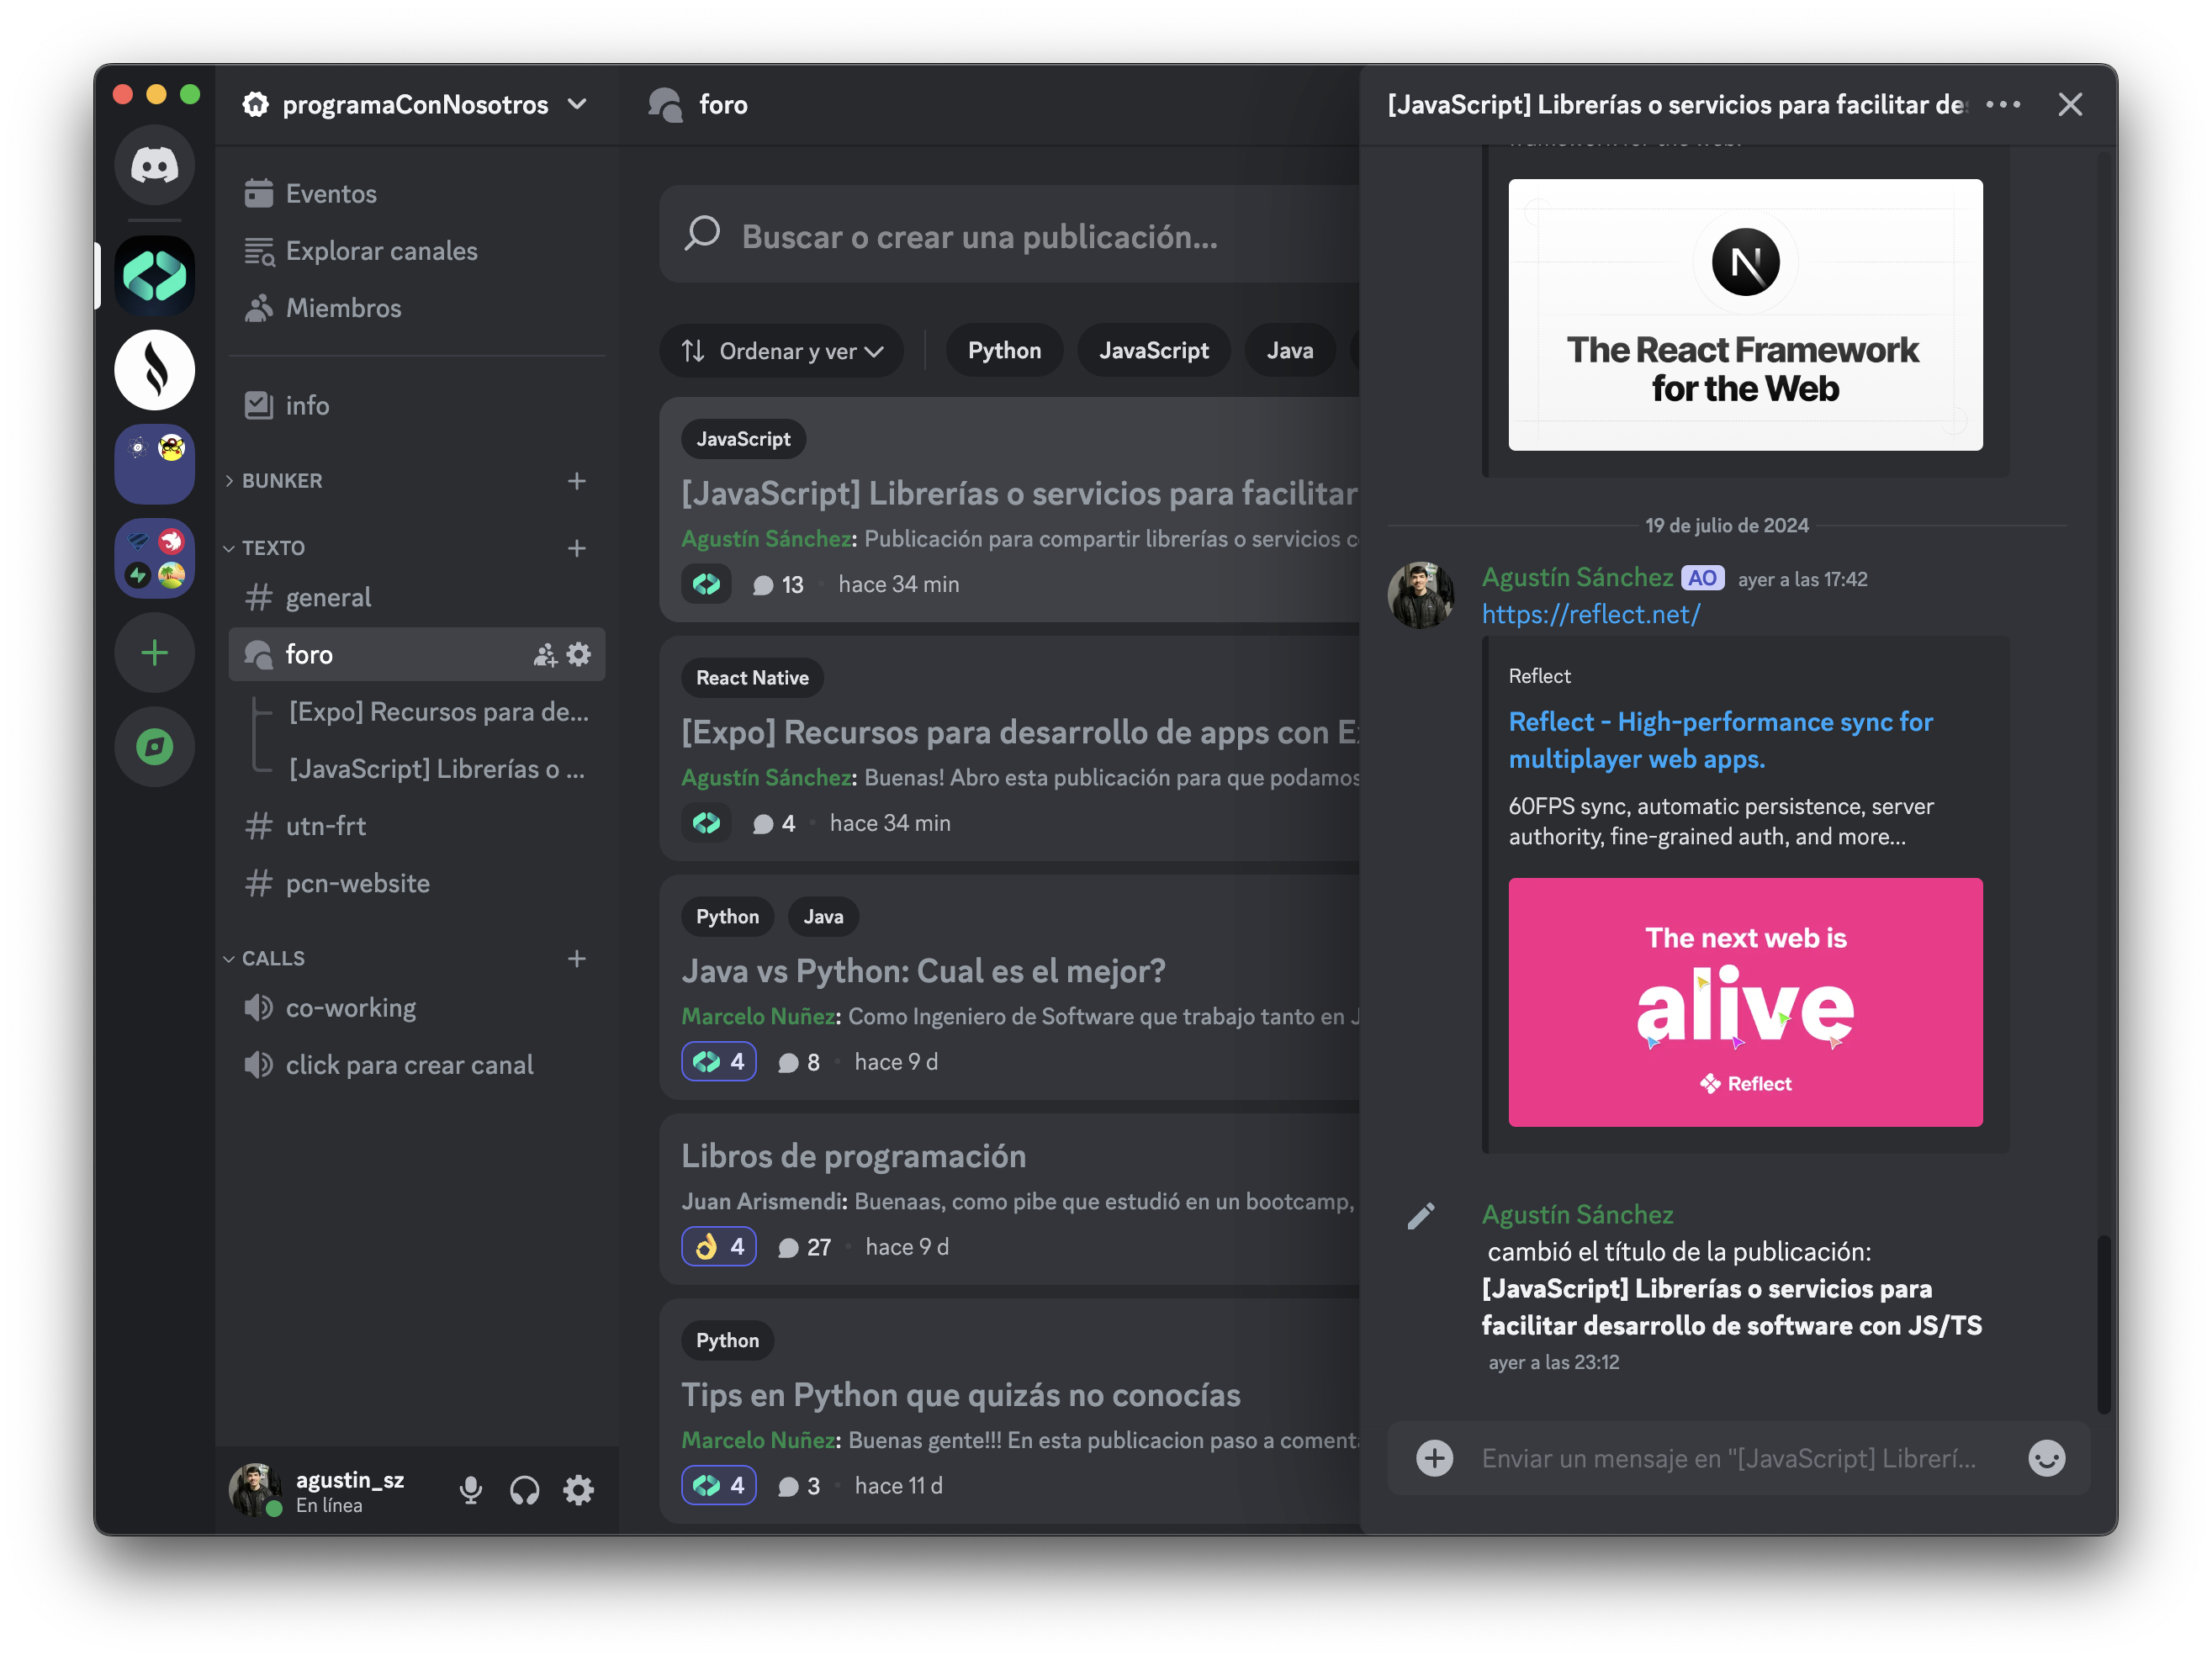 programaConNosotros
Eventos
Explorar canales
Miembros
info
BUNKER
TEXTO
general
foro
[Expo] Recursos para de...
[JavaScript] Librerías o ...
utn-frt
pcn-website
CALLS
co-working
click para crear canal
agustin_sz
En línea
foro
Buscar o crear una publicación...
Ordenar y ver
Python
JavaScript
Java
JavaScript
[JavaScript] Librerías o servicios para facilitar
Agustín Sánchez: Publicación para compartir librerías o servicios c
13
hace 34 min
React Native
[Expo] Recursos para desarrollo de apps con E
Agustín Sánchez: Buenas! Abro esta publicación para que podamos
4
hace 34 min
Python
Java
Java vs Python: Cual es el mejor?
Marcelo Nuñez: Como Ingeniero de Software que trabajo tanto en J
4
8
hace 9 d
Libros de programación
Juan Arismendi: Buenaas, como pibe que estudió en un bootcamp,
4
27
hace 9 d
Python
Tips en Python que quizás no conocías
Marcelo Nuñez: Buenas gente!!! En esta publicacion paso a coment
4
3
hace 11 d
[JavaScript] Librerías o servicios para facilitar de
The React Framework
for the Web
19 de julio de 2024
Agustín Sánchez AO ayer a las 17:42
https://reflect.net/
Reflect
Reflect - High-performance sync for
multiplayer web apps.
60FPS sync, automatic persistence, server
authority, fine-grained auth, and more...
The next web is
alive
Reflect
Agustín Sánchez
cambió el título de la publicación:
[JavaScript] Librerías o servicios para
facilitar desarrollo de software con JS/TS
ayer a las 23:12
Enviar un mensaje en "[JavaScript] Librerí...